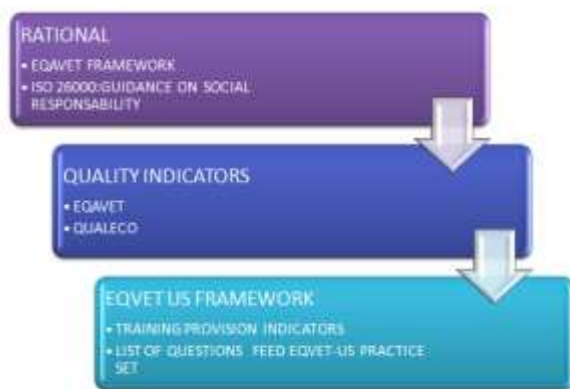 RATIONAL
• EQAVET FRAMEWORK
• ISO 26000:GUIDANCE ON SOCIAL
RESPONSABILITY
QUALITY INDICATORS
• EQAVET
• QUALECO
EQVET US FRAMEWORK
• TRAINING PROVISION INDICATORS
• LIST OF QUESTIONS FEED EQVET-US PRACTICE
SET